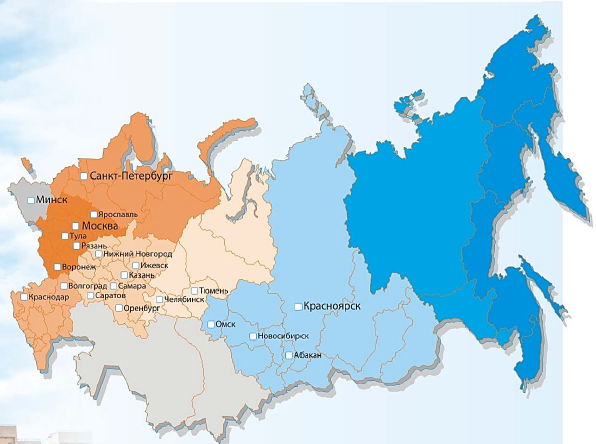 Санкт-Петербург
Минск
Ярославль
Москва
Тула
Рязань
Нижний Новгород
Воронеж
Ижевск
Казань
Волгоград
Самара
Тюмень
Краснодар
Саратов
Челябинск
Оренбург
Красноярск
Омск
Новосибирск
Абакан